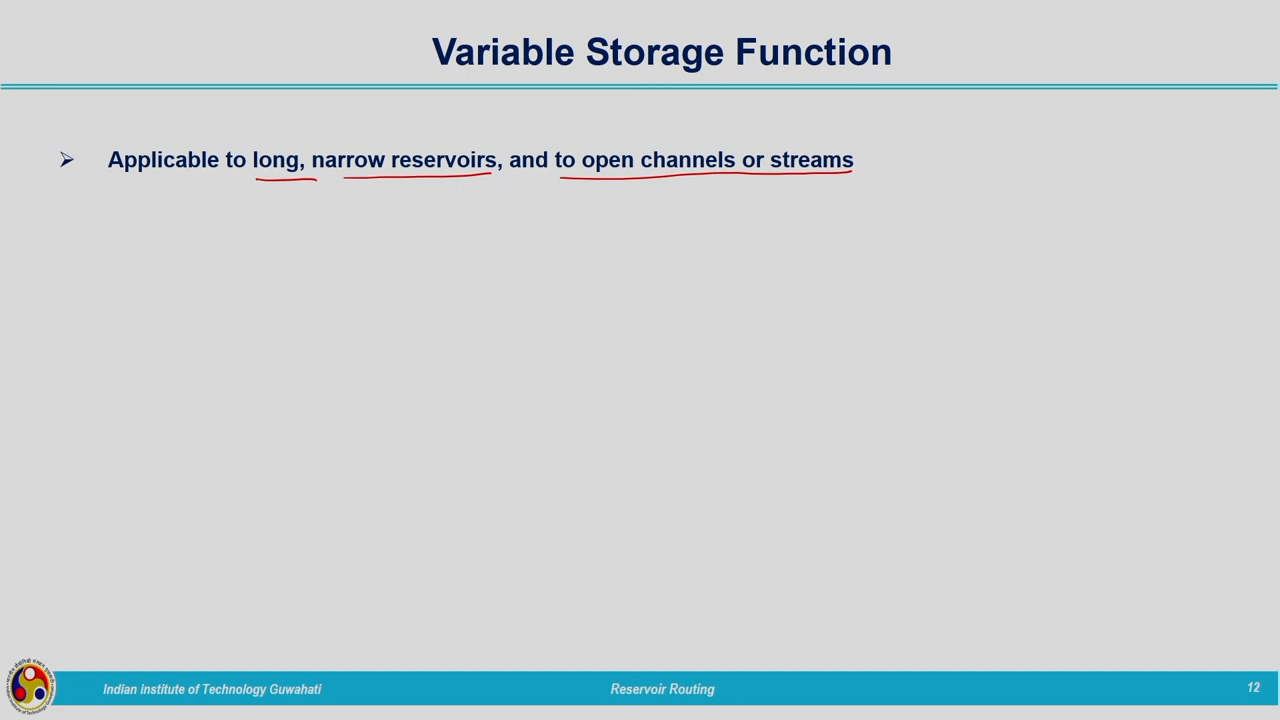 Variable Storage Function
➢ Applicable to long, narrow reservoirs, and to open channels or streams
Indian institute of Technology Guwahati
Reservoir Routing
12